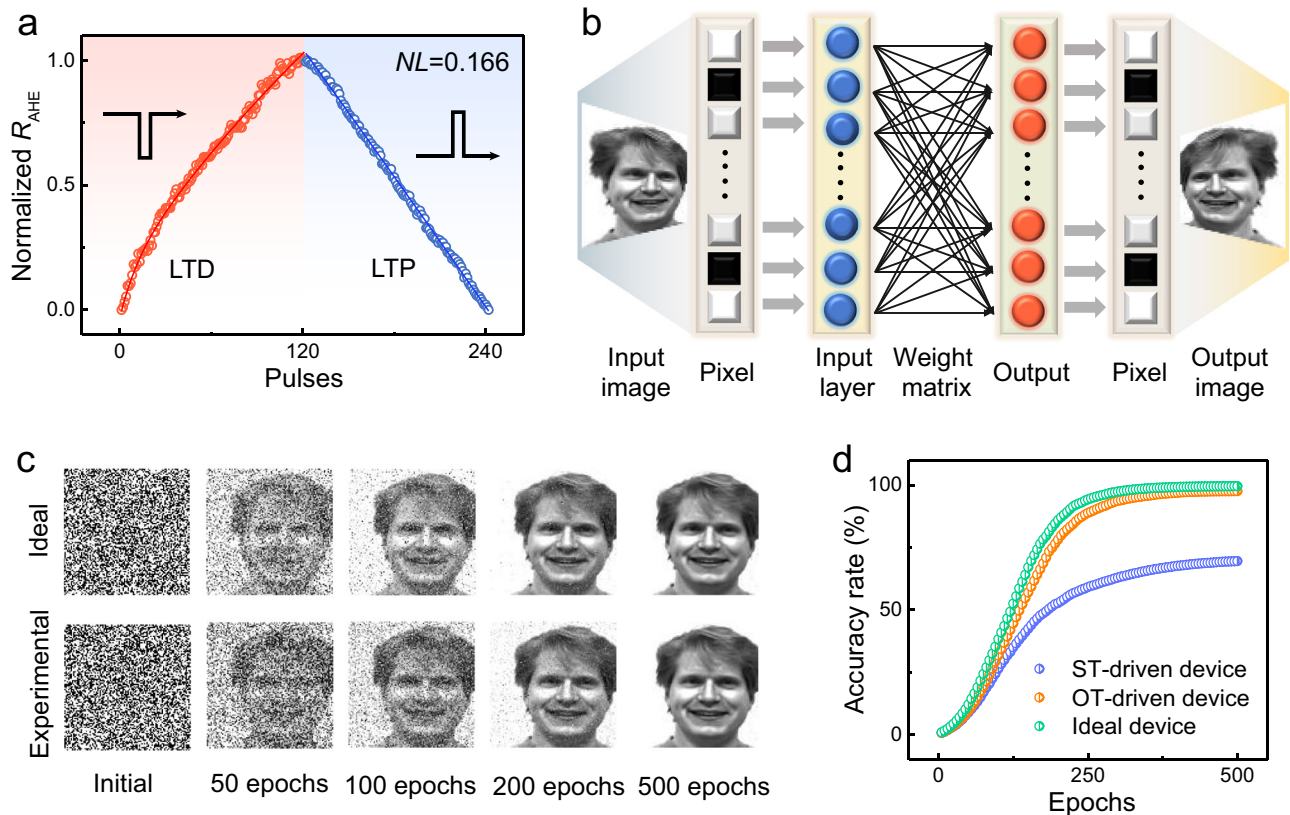 a
Normalized R_AHE
1.0
0.5
0.0
NL=0.166
LTD
LTP
0
120
240
Pulses
b
Input image
Pixel
Input layer
Weight matrix
Output
Pixel
Output image
c
Ideal
Experimental
Initial
50 epochs
100 epochs
200 epochs
500 epochs
d
Accuracy rate (%)
100
50
0
ST-driven device
OT-driven device
Ideal device
0
250
500
Epochs